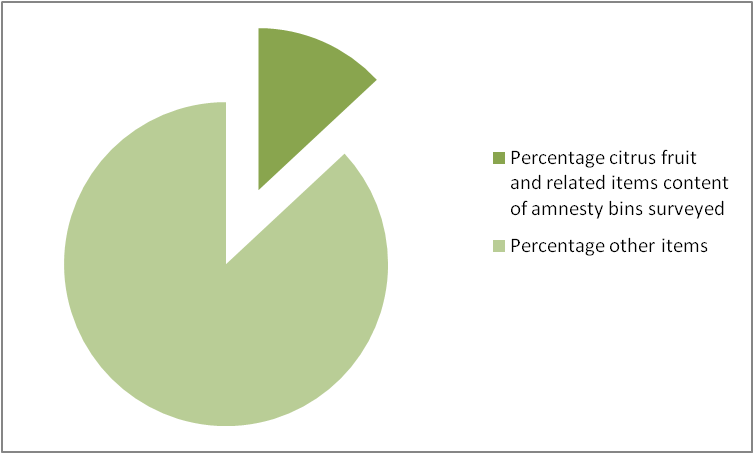 Percentage citrus fruit
and related items content
of amnesty bins surveyed
Percentage other items